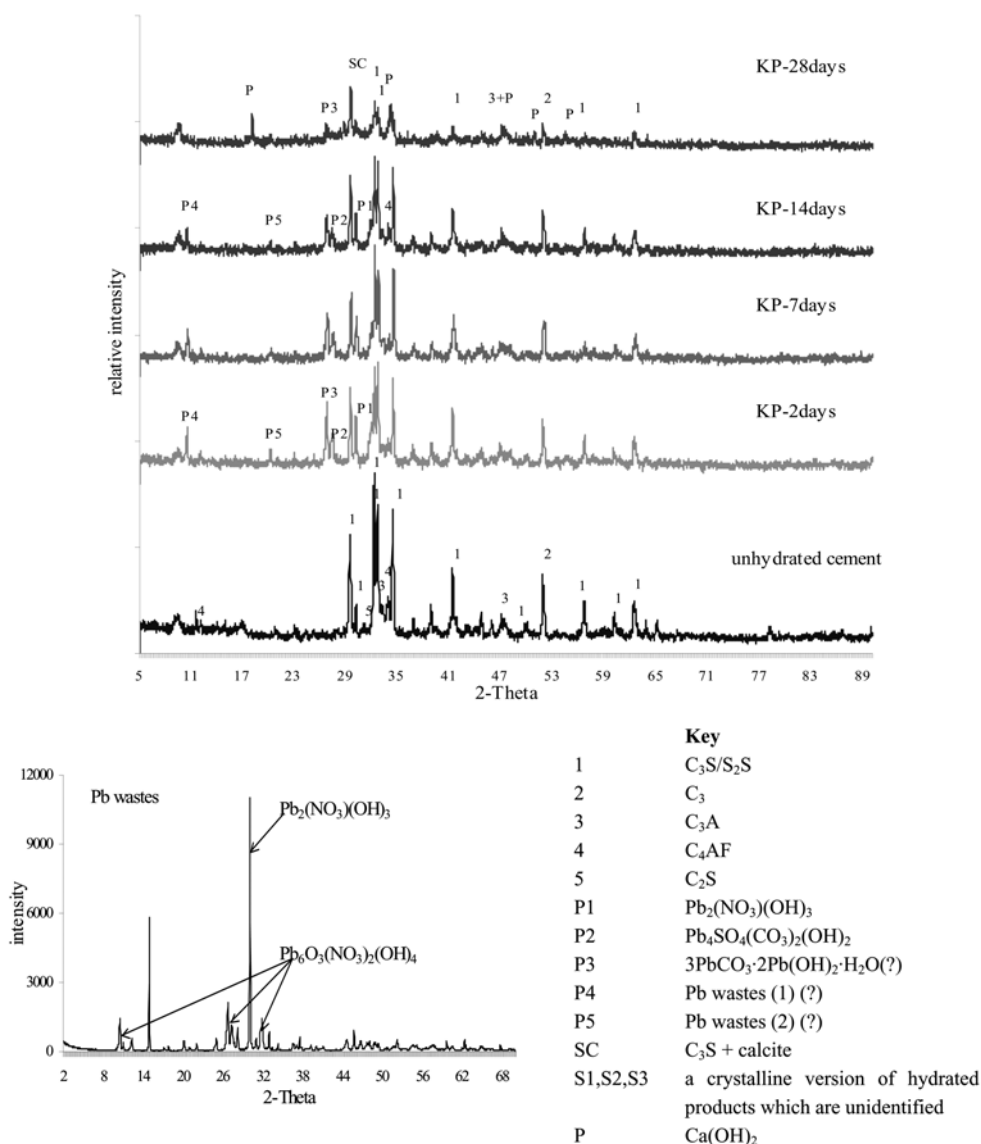 KP-28days
SC
1
P
P
1
P 3
1
3+P
2
P
P
1
1
KP-14days
P4
P5
P2
P 1
4
KP-7days
KP-2days
P4
P5
P3
P2
P 1
1
1
1
unhydrated cement
1
1
4
3
5
4
1
2
3
1
1
1
1
relative intensity
5 11 17 23 29 35 41 47 53 59 65 71 77 83 89
2-Theta
Pb wastes
Pb₂(NO₃)(OH)₃
Pb₆O₃(NO₃)₂(OH)₄
intensity
12000
9000
6000
3000
0
2 8 14 20 26 32 38 44 50 56 62 68
2-Theta
Key
1 C₃S/S₂S
2 C₃
3 C₃A
4 C₄AF
5 C₂S
P1 Pb₂(NO₃)(OH)₃
P2 Pb₄SO₄(CO₃)₂(OH)₂
P3 3PbCO₃·2Pb(OH)₂·H₂O(?)
P4 Pb wastes (1) (?)
P5 Pb wastes (2) (?)
SC C₃S + calcite
S1,S2,S3 a crystalline version of hydrated
products which are unidentified
P Ca(OH)₂